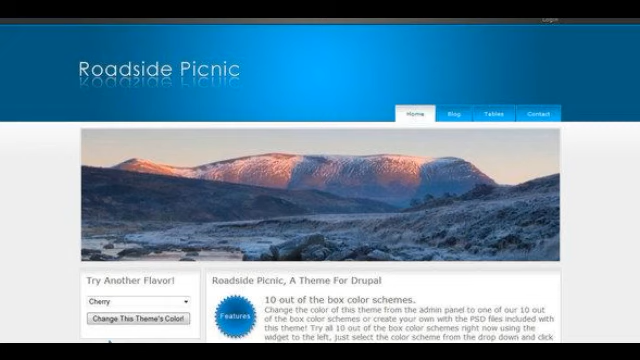 Login
Roadside Picnic
Home Blog Tables Contact
Try Another Flavor!
Cherry
Change This Theme's Color!
Roadside Picnic, A Theme For Drupal
Features
10 out of the box color schemes.
Change the color of this theme from the admin panel to one of our 10 out
of the box color schemes or create your own with the PSD files included with
this theme! Try all 10 out of the box color schemes right now using the
widget to the left, just select the color scheme from the drop down and click